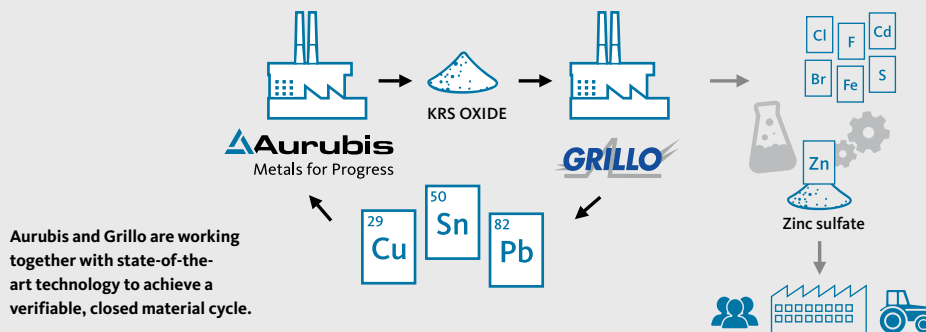 Cl
F
Cd
Br
Fe
S
KRS OXIDE
Aurubis
Metals for Progress
GRILLO
Zn
Zinc sulfate
29
Cu
50
Sn
82
Pb
Aurubis and Grillo are working
together with state-of-the-
art technology to achieve a
verifiable, closed material cycle.